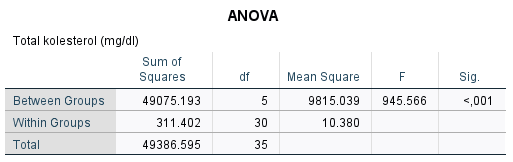 ANOVA
Total kolesterol (mg/dl)
Sum of Squares df Mean Square F Sig.
Between Groups 49075.193 5 9815.039 945.566 <,001
Within Groups 311.402 30 10.380
Total 49386.595 35